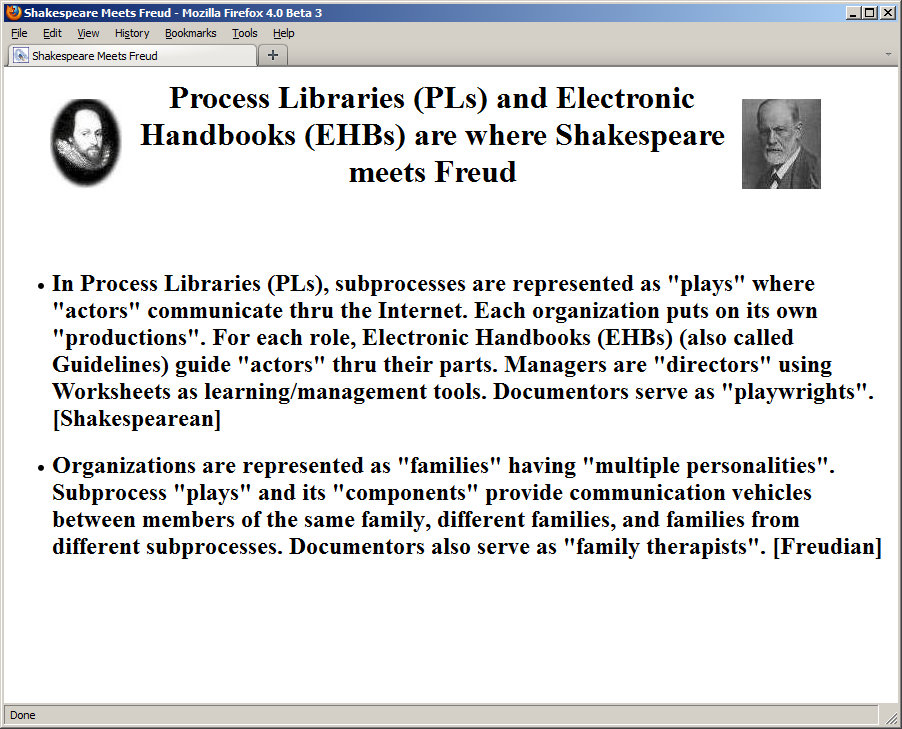 Shakespeare Meets Freud - Mozilla Firefox 4.0 Beta 3
File Edit View History Bookmarks Tools Help
Shakespeare Meets Freud
Process Libraries (PLs) and Electronic
Handbooks (EHBs) are where Shakespeare
meets Freud
• In Process Libraries (PLs), subprocesses are represented as "plays" where
"actors" communicate thru the Internet. Each organization puts on its own
"productions". For each role, Electronic Handbooks (EHBs) (also called
Guidelines) guide "actors" thru their parts. Managers are "directors" using
Worksheets as learning/management tools. Documentors serve as "playwrights".
[Shakespearean]
• Organizations are represented as "families" having "multiple personalities".
Subprocess "plays" and its "components" provide communication vehicles
between members of the same family, different families, and families from
different subprocesses. Documentors also serve as "family therapists". [Freudian]
Done